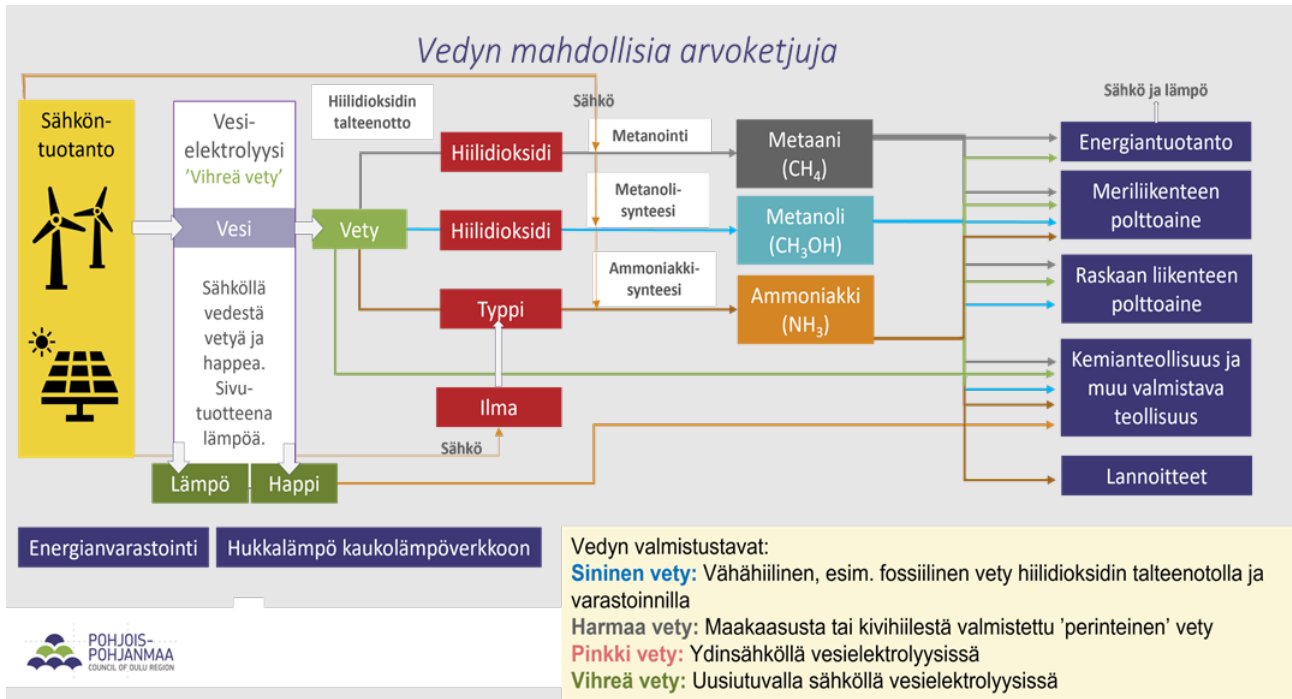 Vedyn mahdollisia arvoketjuja
Sähkön-
tuotanto
Vesi-
elektrolyysi
'Vihreä vety'
Vesi
Sähköllä
vedestä
vetyä ja
happea.
Sivu-
tuotteena
lämpöä.
Lämpö
Happi
Vety
Hiilidioksidin
talteenotto
Hiilidioksidi
Hiilidioksidi
Typpi
Ilma
Sähkö
Sähkö
Metanointi
Metanoli-
synteesi
Ammoniakki-
synteesi
Metaani
(CH₄)
Metanoli
(CH₃OH)
Ammoniakki
(NH₃)
Sähkö ja lämpö
Energiantuotanto
Meriliikenteen
polttoaine
Raskaan liikenteen
polttoaine
Kemianteollisuus ja
muu valmistava
teollisuus
Lannoitteet
Energianvarastointi
Hukkalämpö kaukolämpöverkkoon
Vedyn valmistustavat:
Sininen vety: Vähähiilinen, esim. fossiilinen vety hiilidioksidin talteenotolla ja
varastoinnilla
Harmaa vety: Maakaasusta tai kivihiilestä valmistettu 'perinteinen' vety
Pinkki vety: Ydinsähköllä vesielektrolyysissä
Vihreä vety: Uusiutuvalla sähköllä vesielektrolyysissä
POHJOIS-
POHJANMAA
COUNCIL OF OULU REGION